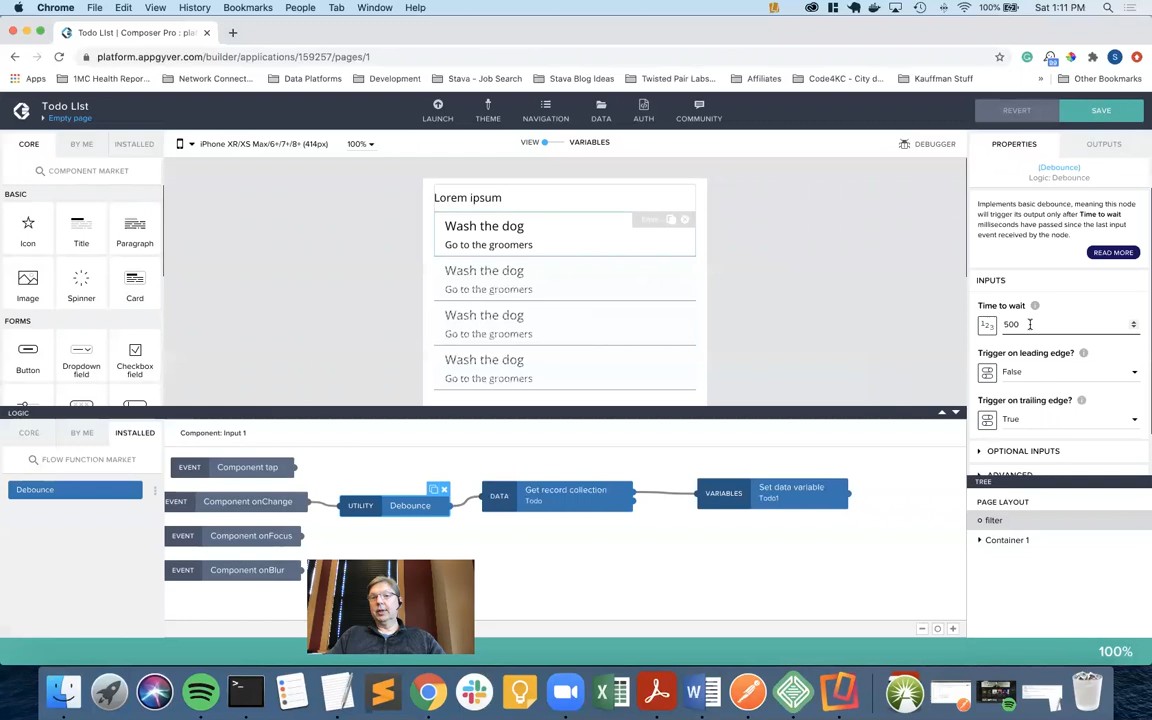 Chrome File Edit View History Bookmarks People Tab Window Help 100% Sat 1:11 PM
Todo LIst | Composer Pro : pla
platform.appgyver.com/builder/applications/159257/pages/1
Apps 1MC Health Repor... Network Connect... Data Platforms Development Stava - Job Search Stava Blog Ideas Twisted Pair Labs... Affiliates Code4KC - City d... Kauffman Stuff » Other Bookmarks
Todo LIst
Empty page
LAUNCH THEME NAVIGATION DATA AUTH COMMUNITY
REVERT SAVE
CORE BY ME INSTALLED
iPhone XR/XS Max/6+/7+/8+ (414px) 100%
VIEW VARIABLES
DEBUGGER
PROPERTIES OUTPUTS
COMPONENT MARKET
BASIC
Icon Title Paragraph
Image Spinner Card
FORMS
Button Dropdown field Checkbox field
Lorem ipsum
Wash the dog
Go to the groomers
Wash the dog
Go to the groomers
Wash the dog
Go to the groomers
Wash the dog
Go to the groomers
[Debounce]
Logic: Debounce
Implements basic debounce, meaning this node
will trigger its output only after Time to wait
milliseconds have passed since the last input
event received by the node.
READ MORE
INPUTS
Time to wait
123 500
Trigger on leading edge?
False
Trigger on trailing edge?
True
OPTIONAL INPUTS
ADVANCED
TREE
PAGE LAYOUT
filter
Container 1
LOGIC
CORE BY ME INSTALLED
Component: Input 1
FLOW FUNCTION MARKET
Debounce
EVENT Component tap
EVENT Component onChange
EVENT Component onFocus
EVENT Component onBlur
UTILITY Debounce
DATA Get record collection
Todo
VARIABLES Set data variable
Todo1
100%